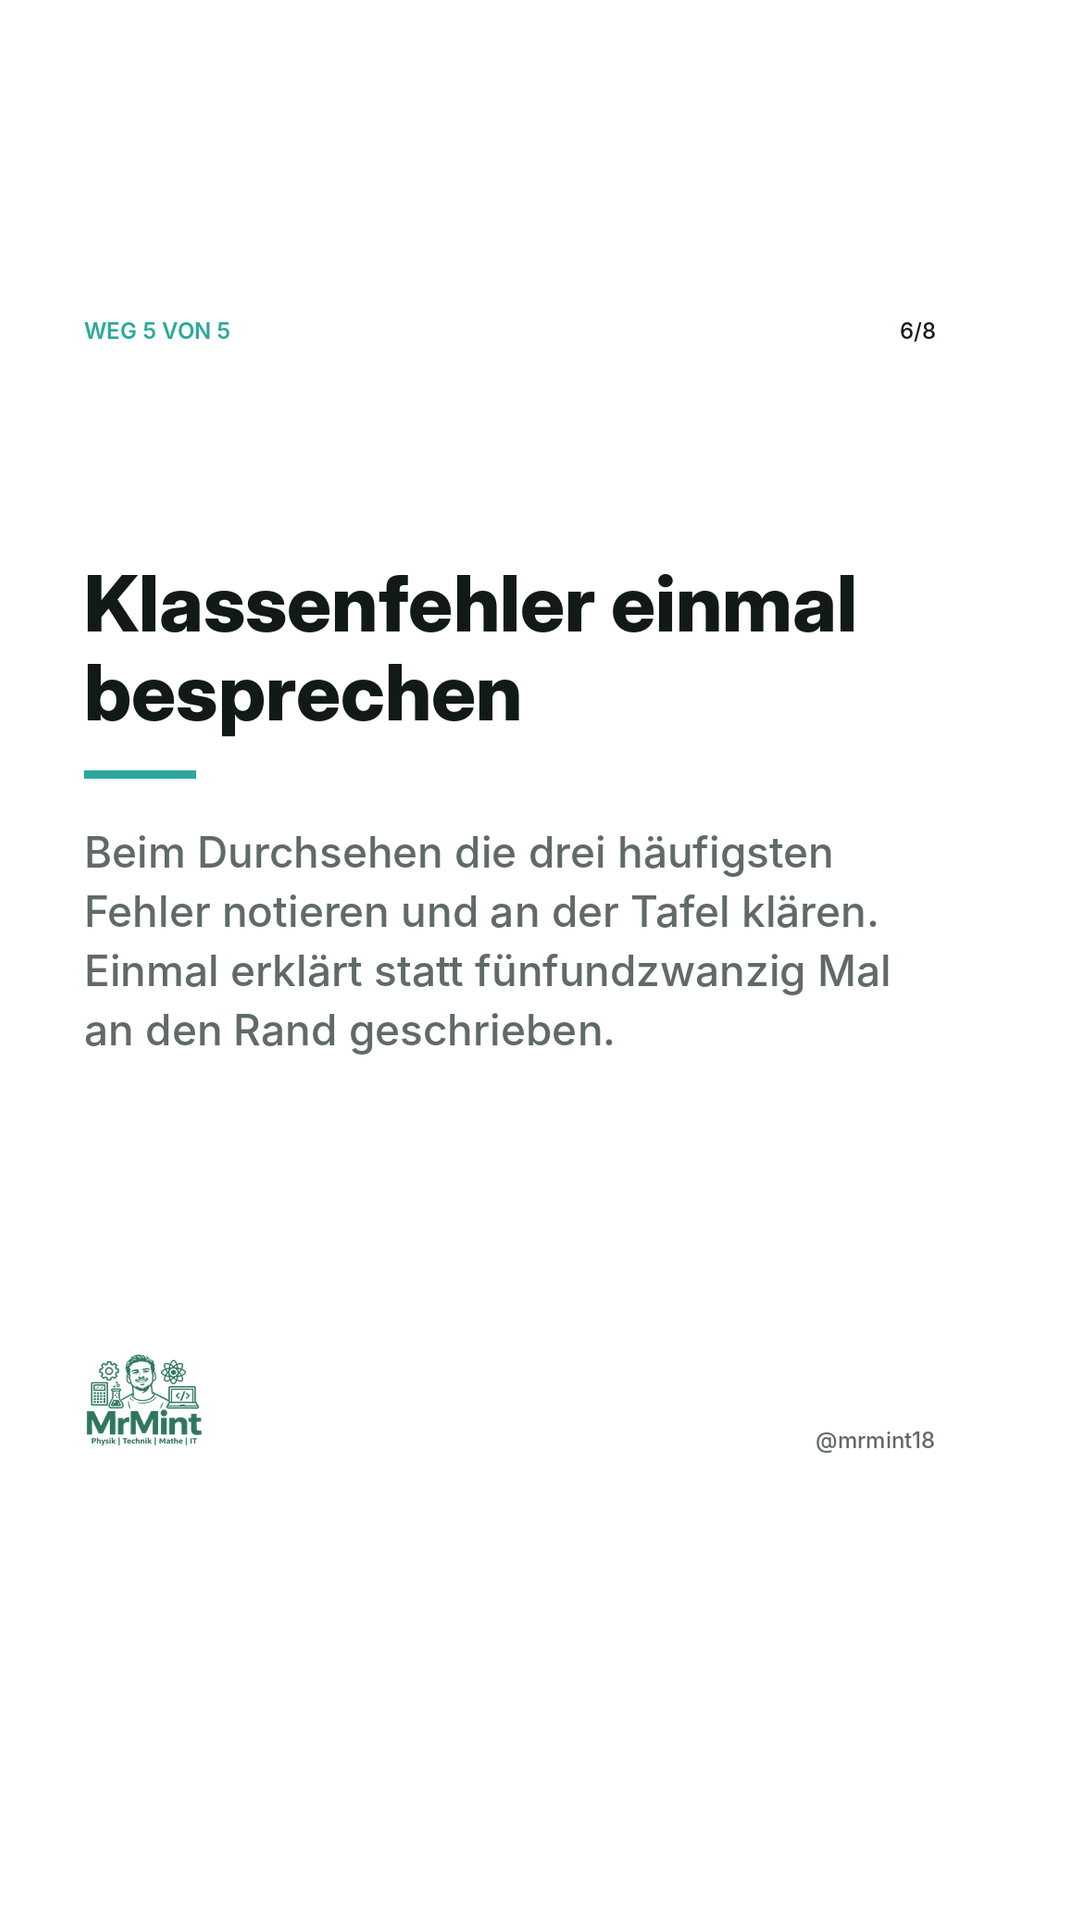 WEG 5 VON 5
6/8
Klassenfehler einmal
besprechen
Beim Durchsehen die drei häufigsten
Fehler notieren und an der Tafel klären.
Einmal erklärt statt fünfundzwanzig Mal
an den Rand geschrieben.
</>
MrMint
Physik | Technik | Mathe | IT
@mrmint18